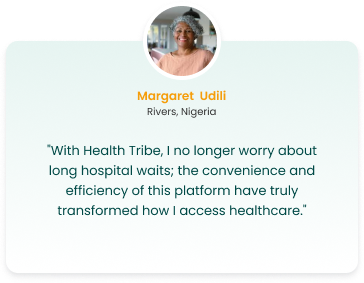 Margaret Udili
Rivers, Nigeria
"With Health Tribe, I no longer worry about
long hospital waits; the convenience and
efficiency of this platform have truly
transformed how I access healthcare."